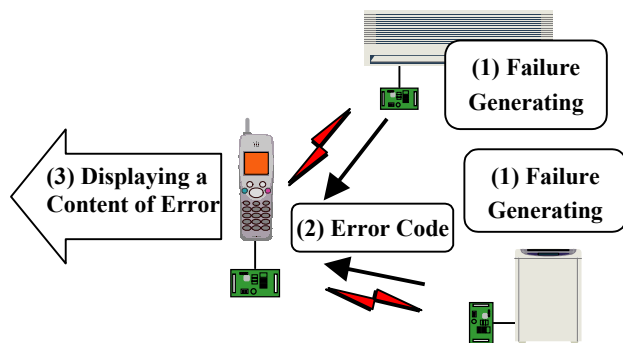 (1) Failure
Generating
(3) Displaying a
Content of Error
(1) Failure
Generating
(2) Error Code